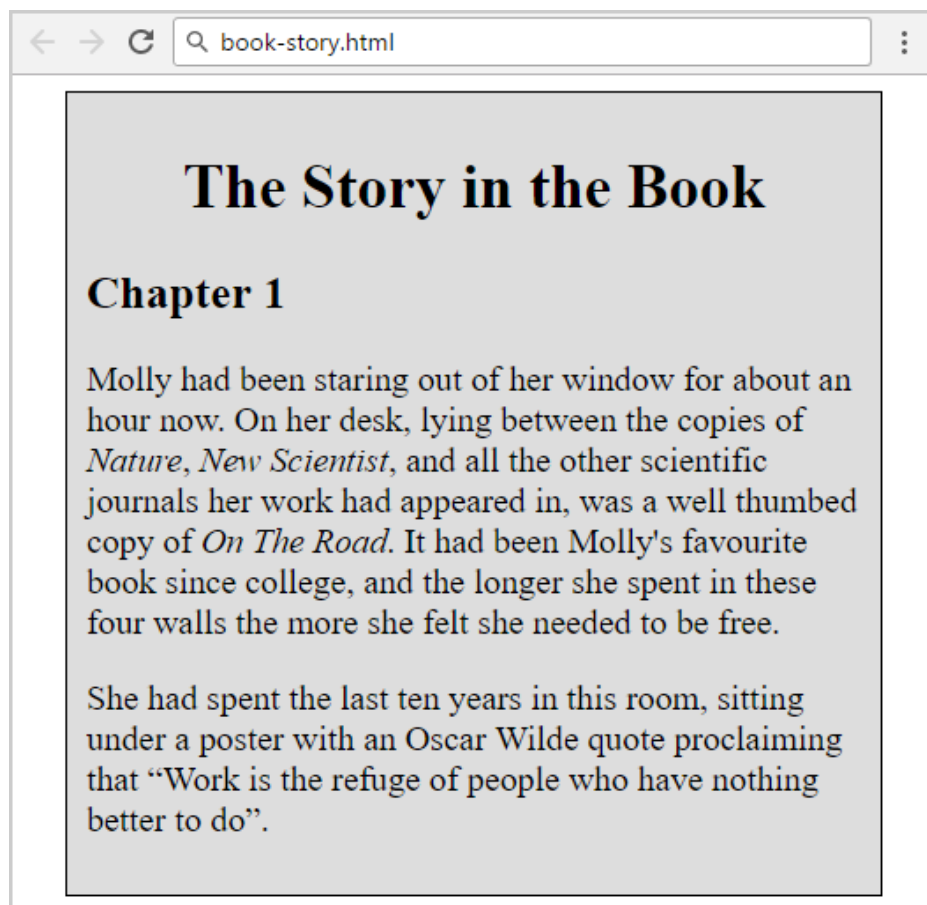 book-story.html
The Story in the Book
Chapter 1
Molly had been staring out of her window for about an
hour now. On her desk, lying between the copies of
Nature, New Scientist, and all the other scientific
journals her work had appeared in, was a well thumbed
copy of On The Road. It had been Molly's favourite
book since college, and the longer she spent in these
four walls the more she felt she needed to be free.
She had spent the last ten years in this room, sitting
under a poster with an Oscar Wilde quote proclaiming
that “Work is the refuge of people who have nothing
better to do”.